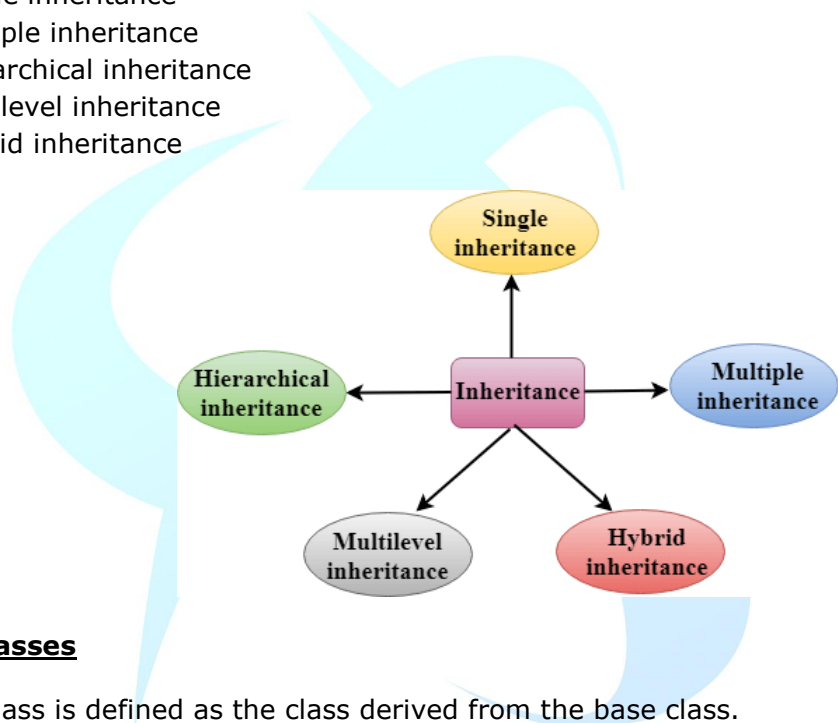 inheritance
ple inheritance
archical inheritance
level inheritance
id inheritance
Single
inheritance
Hierarchical
inheritance
Inheritance
Multiple
inheritance
Multilevel
inheritance
Hybrid
inheritance
asses
ass is defined as the class derived from the base class.